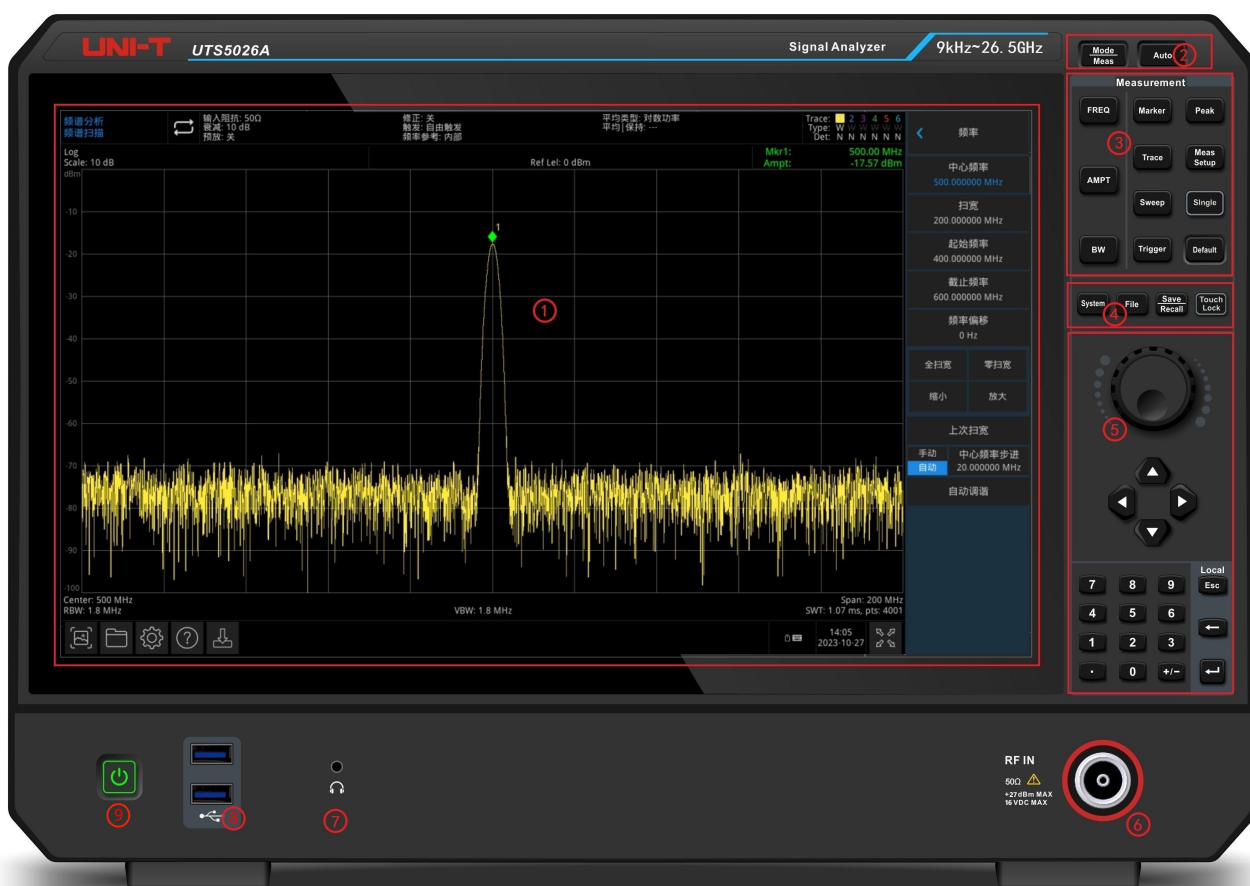 UNI-T UTS5026A Signal Analyzer 9kHz~26.5GHz
Mode
Meas
Auto
②
Measurement
FREQ Marker Peak
③
Trace Meas Setup
AMPT
Sweep Single
BW Trigger Default
System File Save Recall Touch Lock
④
频谱分析
频谱扫描
输入阻抗: 50Ω
衰减: 10 dB
预放: 关
修正: 关
触发: 自由触发
频率参考: 内部
平均类型: 对数功率
平均|保持: ---
Trace: 2 3 4 5 6
Type: W W W W W W
Det: N N N N N N
Log
Scale: 10 dB
Ref Lel: 0 dBm
Mkr1: 500.00 MHz
Ampt: -17.57 dBm
dBm
-10
-20
-30
-40
-50
-60
-70
-80
-90
-100
1
①
Center: 500 MHz
RBW: 1.8 MHz
VBW: 1.8 MHz
Span: 200 MHz
SWT: 1.07 ms, pts: 4001
?
14:05
2023-10-27
频率
中心频率
500.000000 MHz
扫宽
200.000000 MHz
起始频率
400.000000 MHz
截止频率
600.000000 MHz
频率偏移
0 Hz
全扫宽 零扫宽
缩小 放大
上次扫宽
手动 中心频率步进
自动 20.000000 MHz
自动调谐
⑤
Local
7 8 9 Esc
4 5 6
1 2 3
. 0 +/-
RF IN
50Ω
+27dBm MAX
16 VDC MAX
⑥
⑦
⑧
⑨